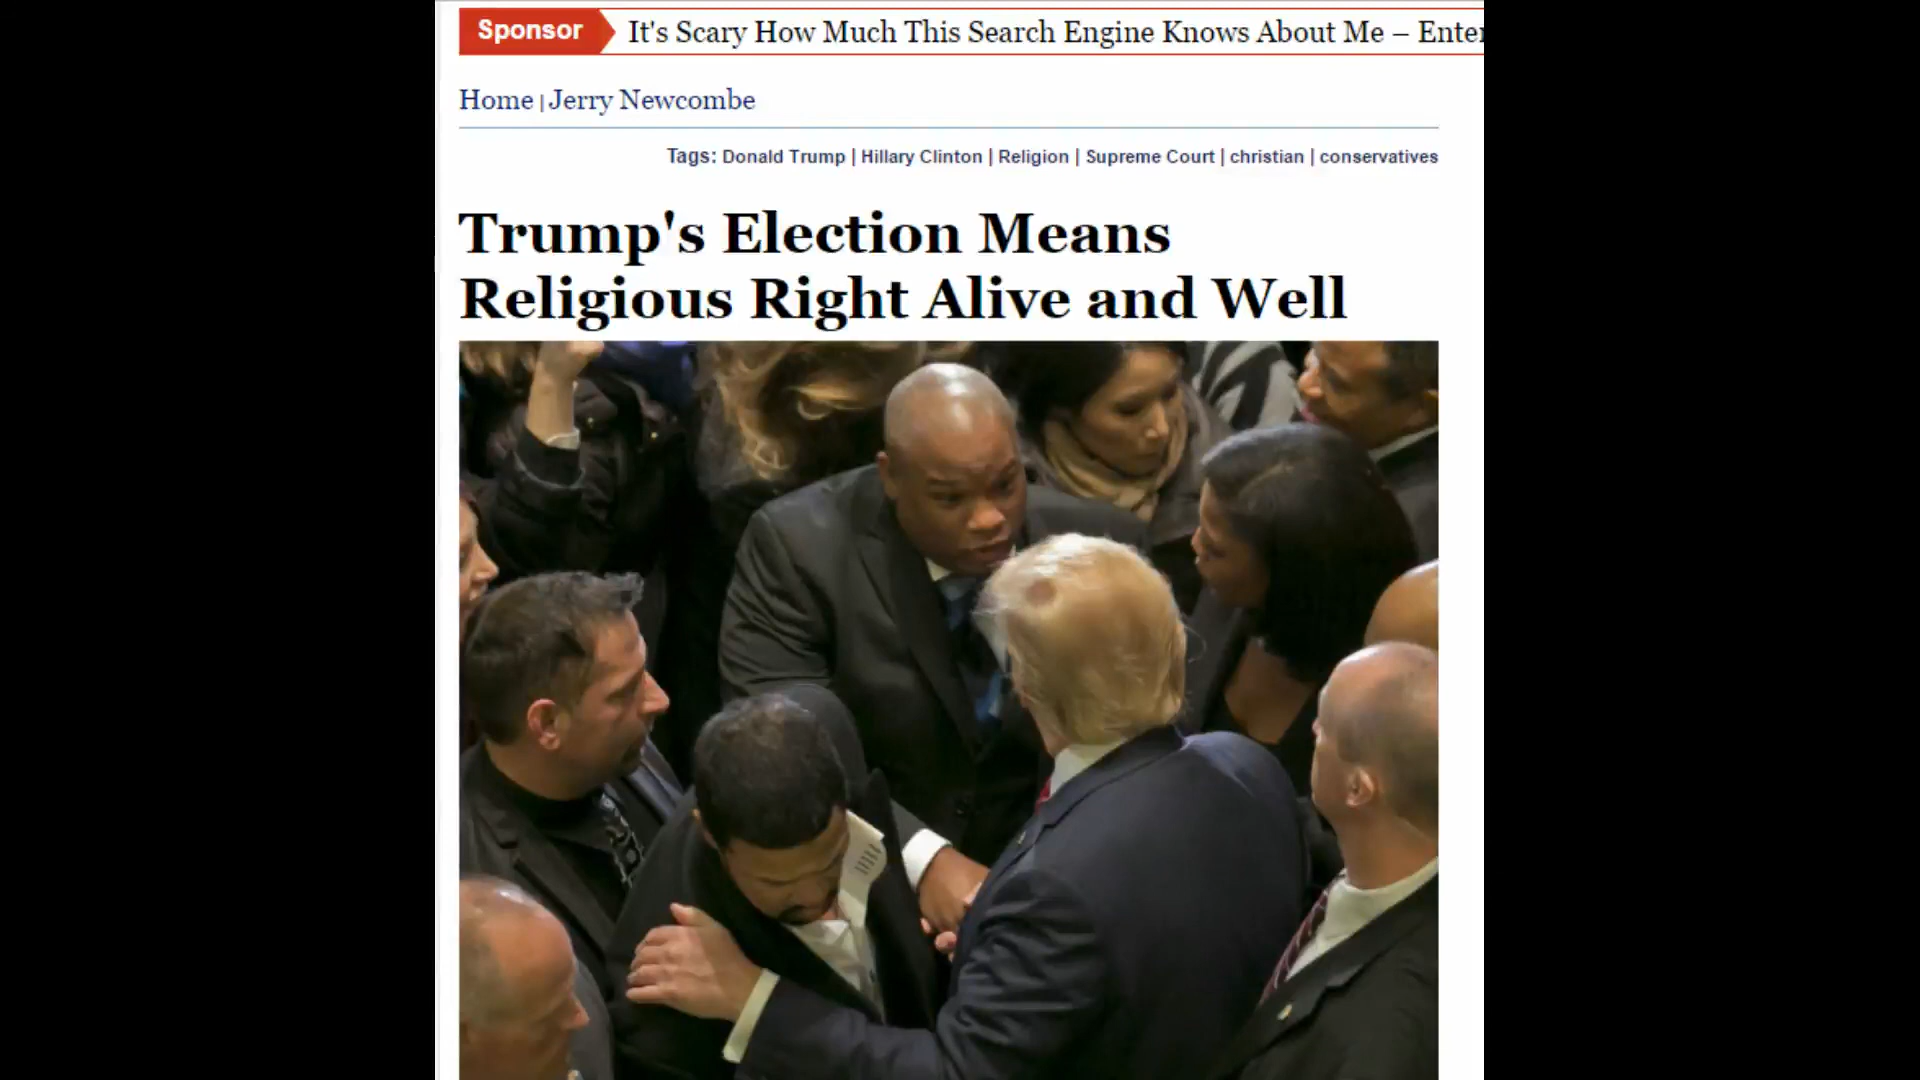 Sponsor It's Scary How Much This Search Engine Knows About Me – Enter
Home | Jerry Newcombe
Tags: Donald Trump | Hillary Clinton | Religion | Supreme Court | christian | conservatives
Trump's Election Means
Religious Right Alive and Well